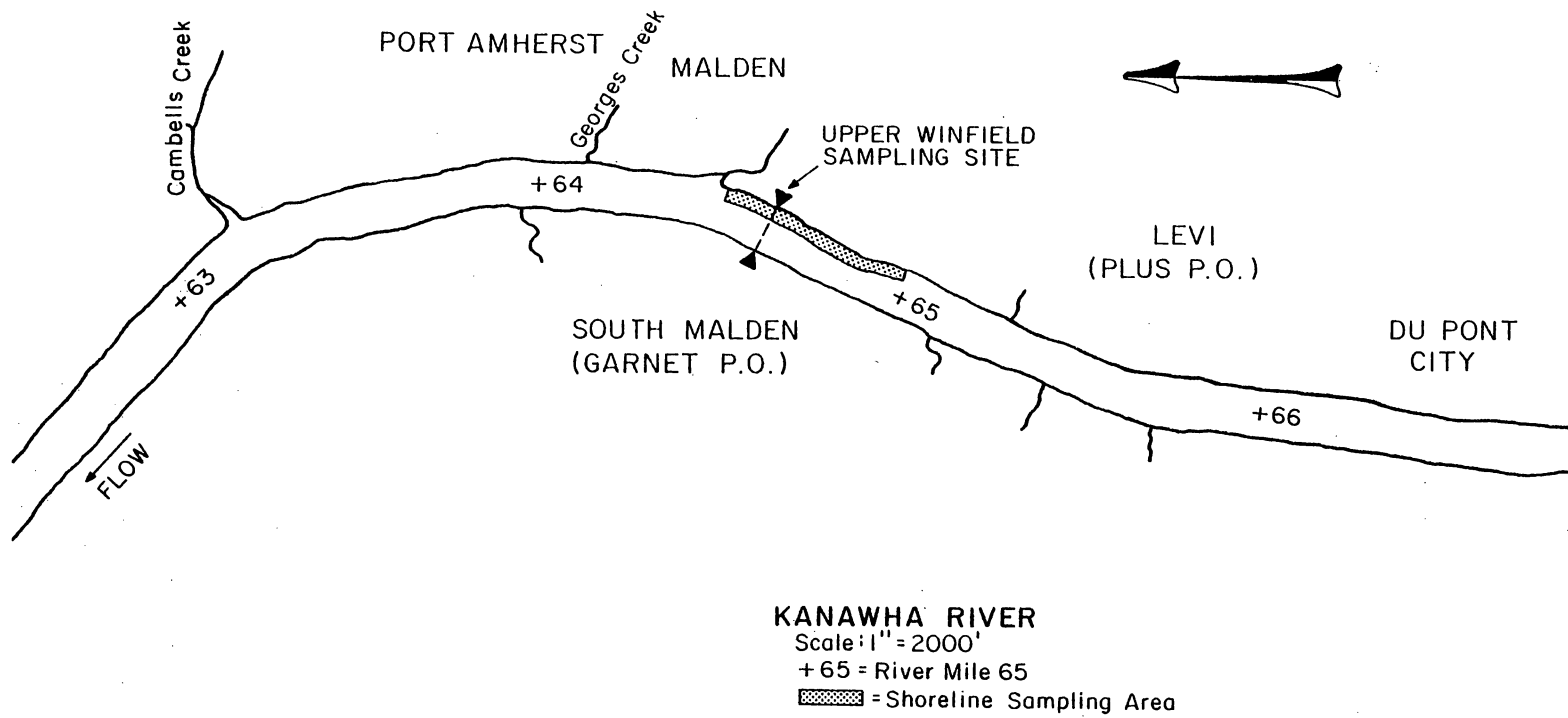 PORT AMHERST
MALDEN
Cambells Creek
Georges Creek
UPPER WINFIELD
SAMPLING SITE
+64
+63
+65
+66
LEVI
(PLUS P.O.)
SOUTH MALDEN
(GARNET P.O.)
DU PONT
CITY
FLOW
KANAWHA RIVER
Scale: 1" = 2000'
+65 = River Mile 65
= Shoreline Sampling Area